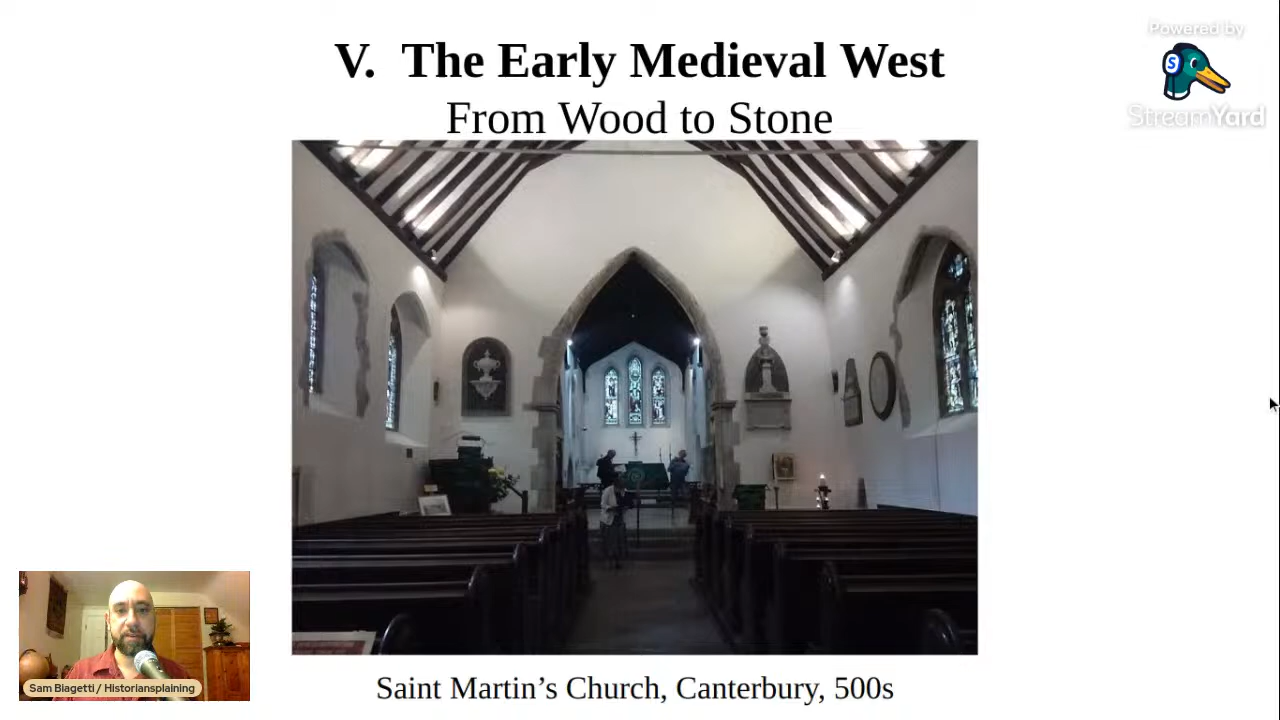 V. The Early Medieval West
From Wood to Stone
Powered by
StreamYard
S
Saint Martin's Church, Canterbury, 500s
Sam Biagetti / Historiansplaining